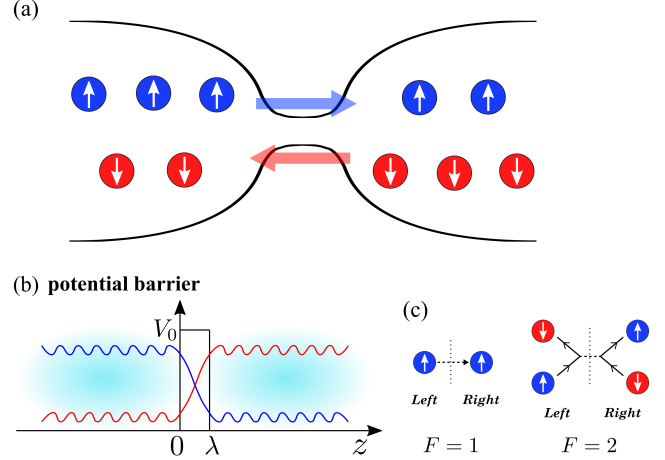 (a)
(b) potential barrier
V₀
0 λ z
(c)
Left Right
F = 1
Left Right
F = 2